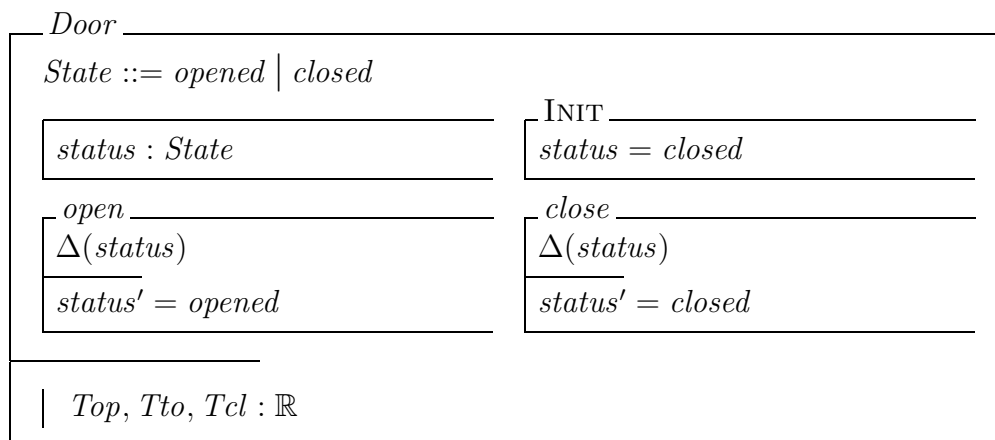 Door
State ::= opened | closed
status : State
INIT
status = closed
open
Δ(status)
status′ = opened
close
Δ(status)
status′ = closed
Top, Tto, Tcl : ℝ